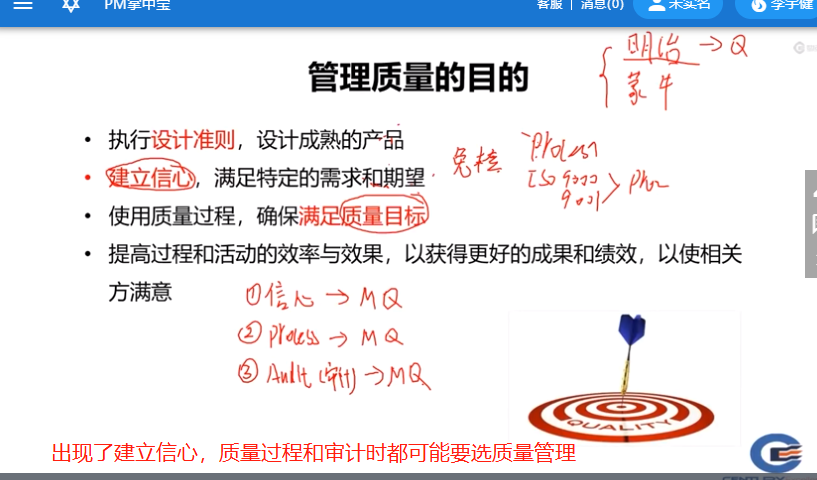 PM掌中宝
客服 | 消息(0) 未实名 李宇健
管理质量的目的
明治 → Q
蒙牛
• 执行设计准则，设计成熟的产品
• 建立信心，满足特定的需求和期望
免检
Process
ISO 9000
9001
• 使用质量过程，确保满足质量目标
• 提高过程和活动的效率与效果，以获得更好的成果和绩效，以使相关
方满意
①信心 → MQ
② Process → MQ
③ Audit (审计) → MQ
QUALITY
出现了建立信心，质量过程和审计时都可能要选质量管理